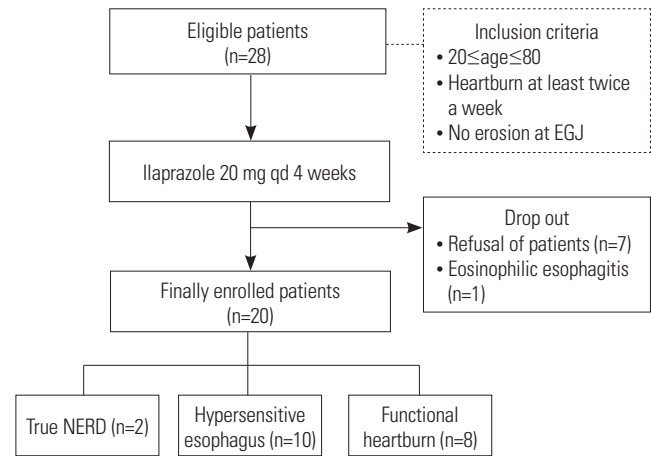 Eligible patients
(n=28)
Inclusion criteria
• 20≤age≤80
• Heartburn at least twice
a week
• No erosion at EGJ
Ilaprazole 20 mg qd 4 weeks
Drop out
• Refusal of patients (n=7)
• Eosinophilic esophagitis
(n=1)
Finally enrolled patients
(n=20)
True NERD (n=2)
Hypersensitive
esophagus (n=10)
Functional
heartburn (n=8)